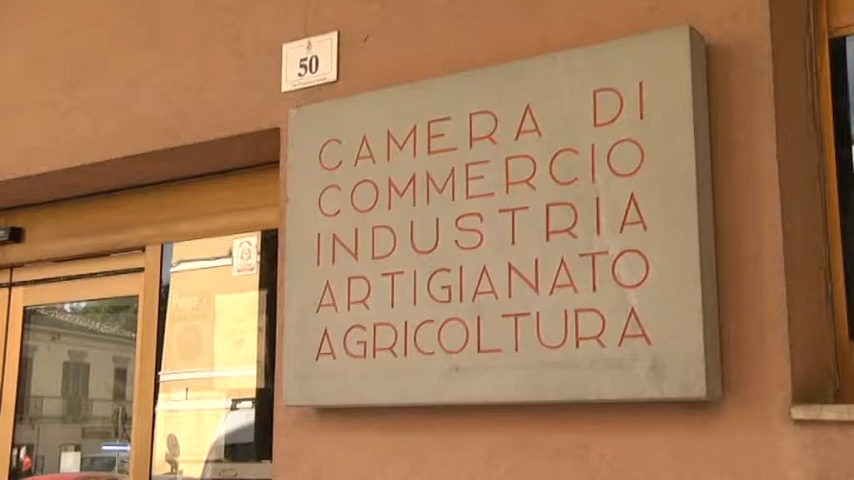 50
CAMERA DI
COMMERCIO
INDUSTRIA
ARTIGIANATO
AGRICOLTURA